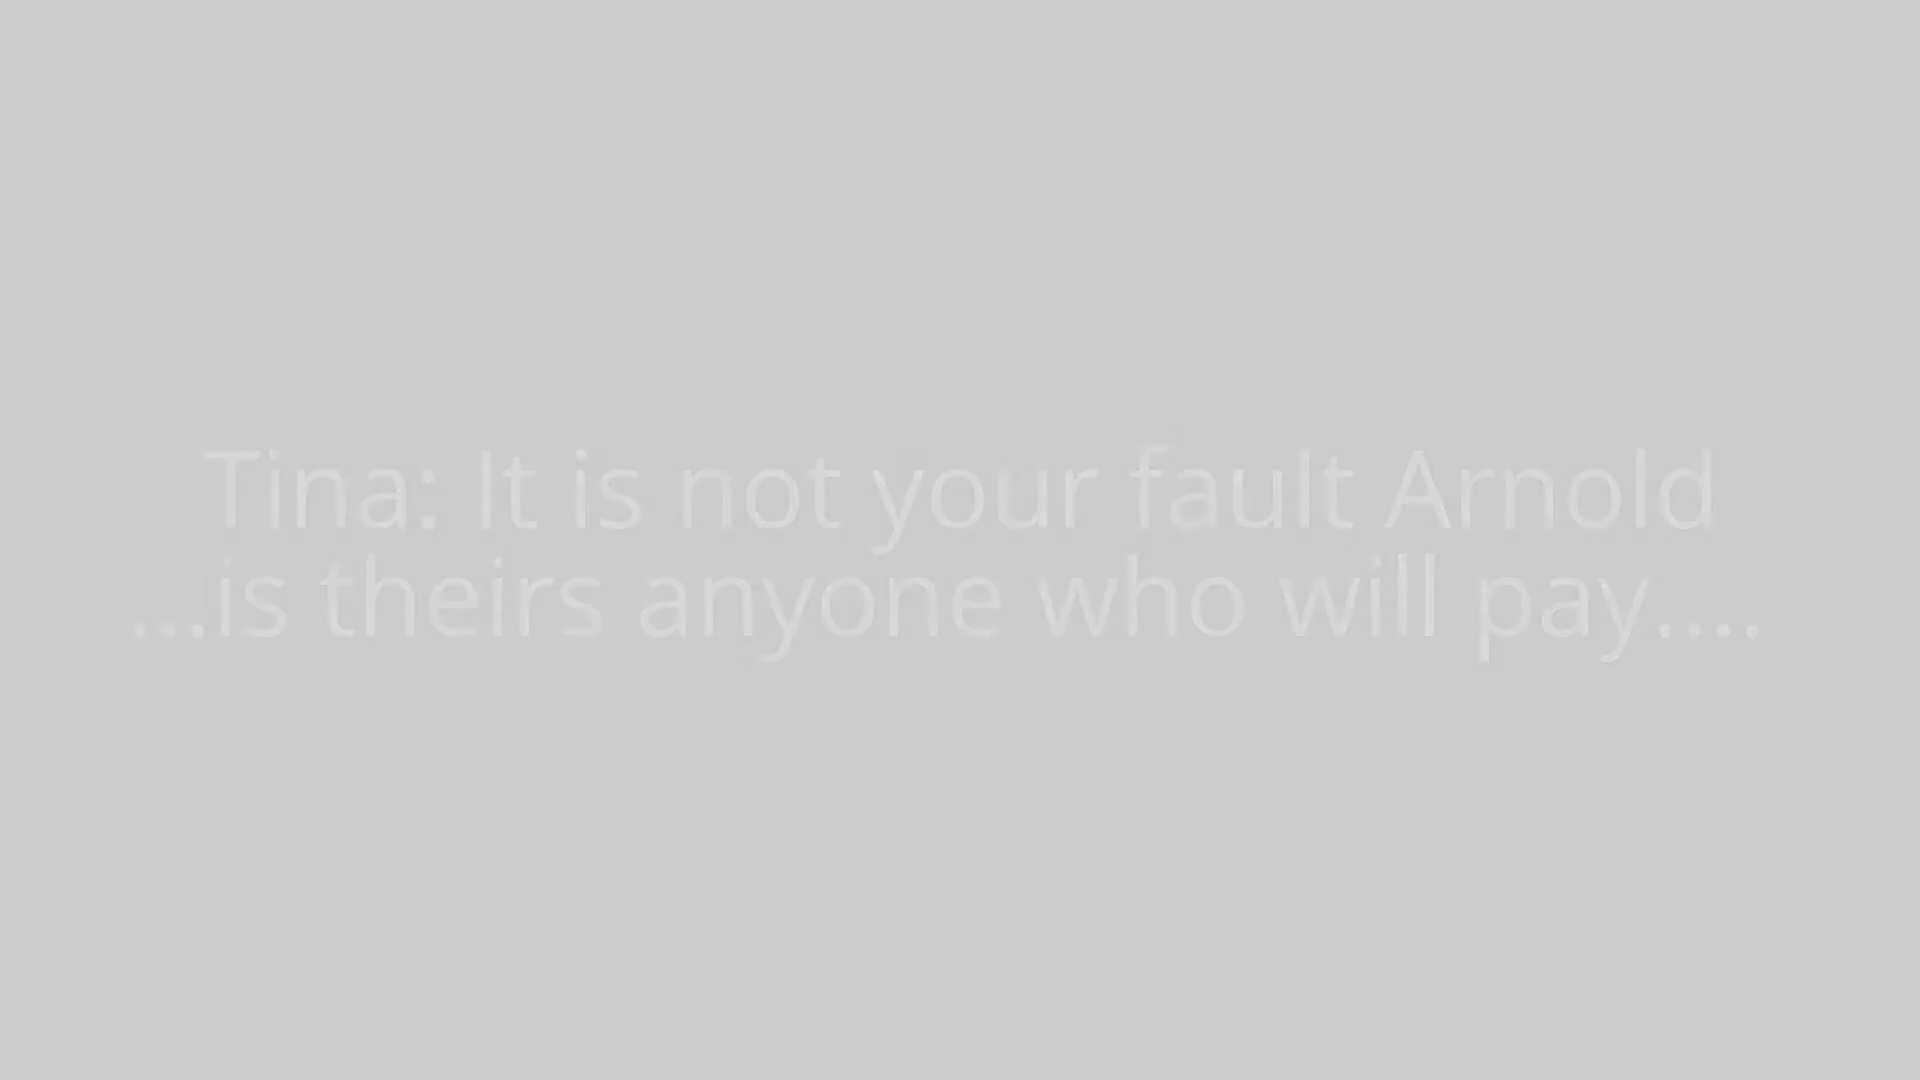 Tina: It is not your fault Arnold
...is theirs anyone who will pay....